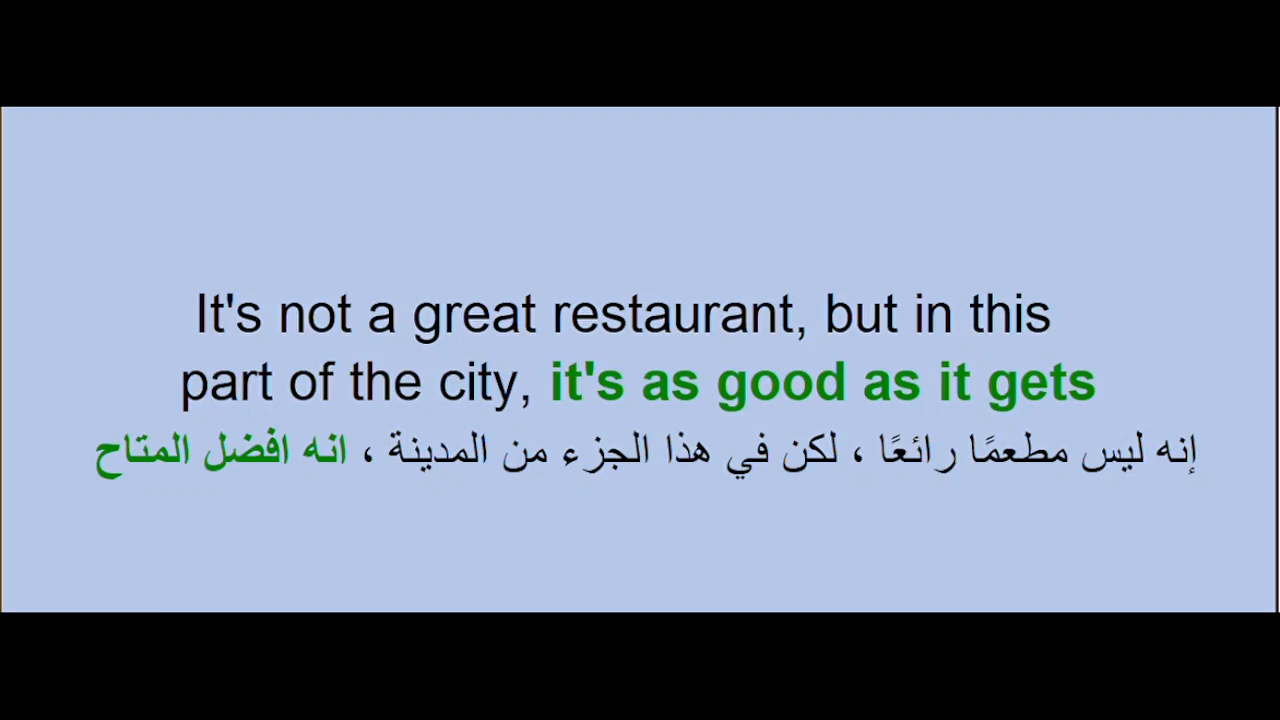 It's not a great restaurant, but in this
part of the city, it's as good as it gets
إنه ليس مطعمًا رائعًا ، لكن في هذا الجزء من المدينة ، انه افضل المتاح